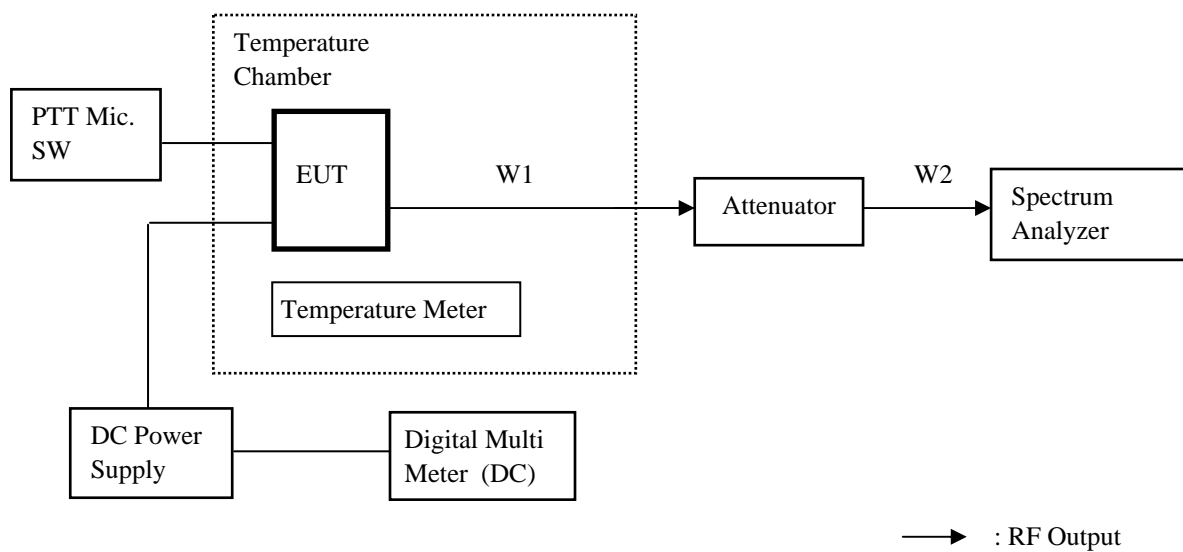 Temperature
Chamber
PTT Mic.
SW
EUT
W1
Attenuator
W2
Spectrum
Analyzer
Temperature Meter
DC Power
Supply
Digital Multi
Meter (DC)
: RF Output